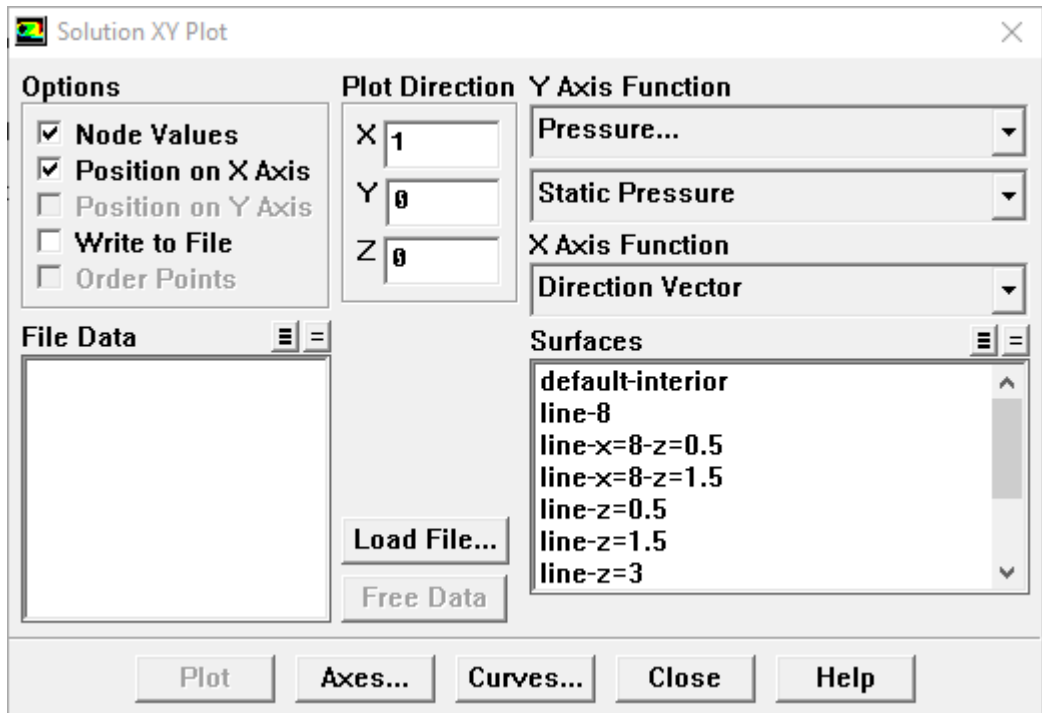 Solution XY Plot
Options
Node Values
Position on X Axis
Position on Y Axis
Write to File
Order Points
Plot Direction
X 1
Y 0
Z 0
Y Axis Function
Pressure...
Static Pressure
X Axis Function
Direction Vector
File Data
Surfaces
default-interior
line-8
line-x=8-z=0.5
line-x=8-z=1.5
line-z=0.5
line-z=1.5
line-z=3
Load File...
Free Data
Plot
Axes...
Curves...
Close
Help